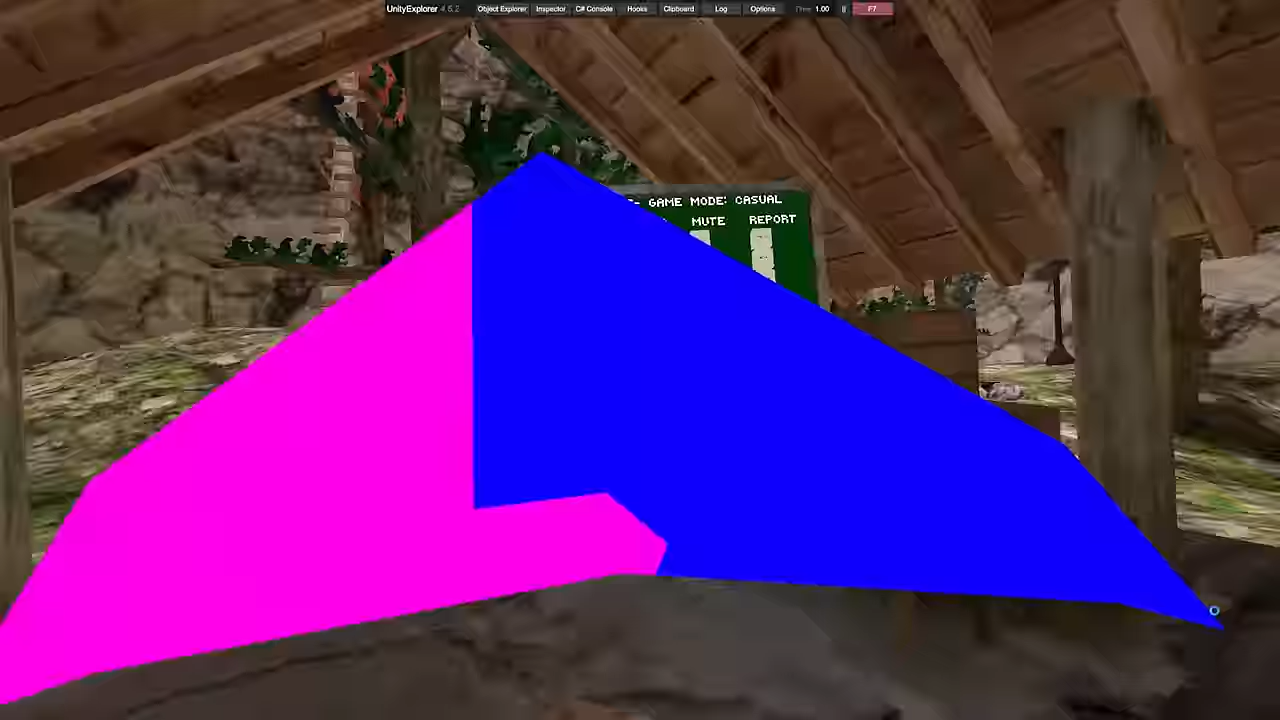 UnityExplorer 4.5.2 Object Explorer Inspector C# Console Hooks Clipboard Log Options Time: 1.00 || F7
GAME MODE: CASUAL
MUTE REPORT